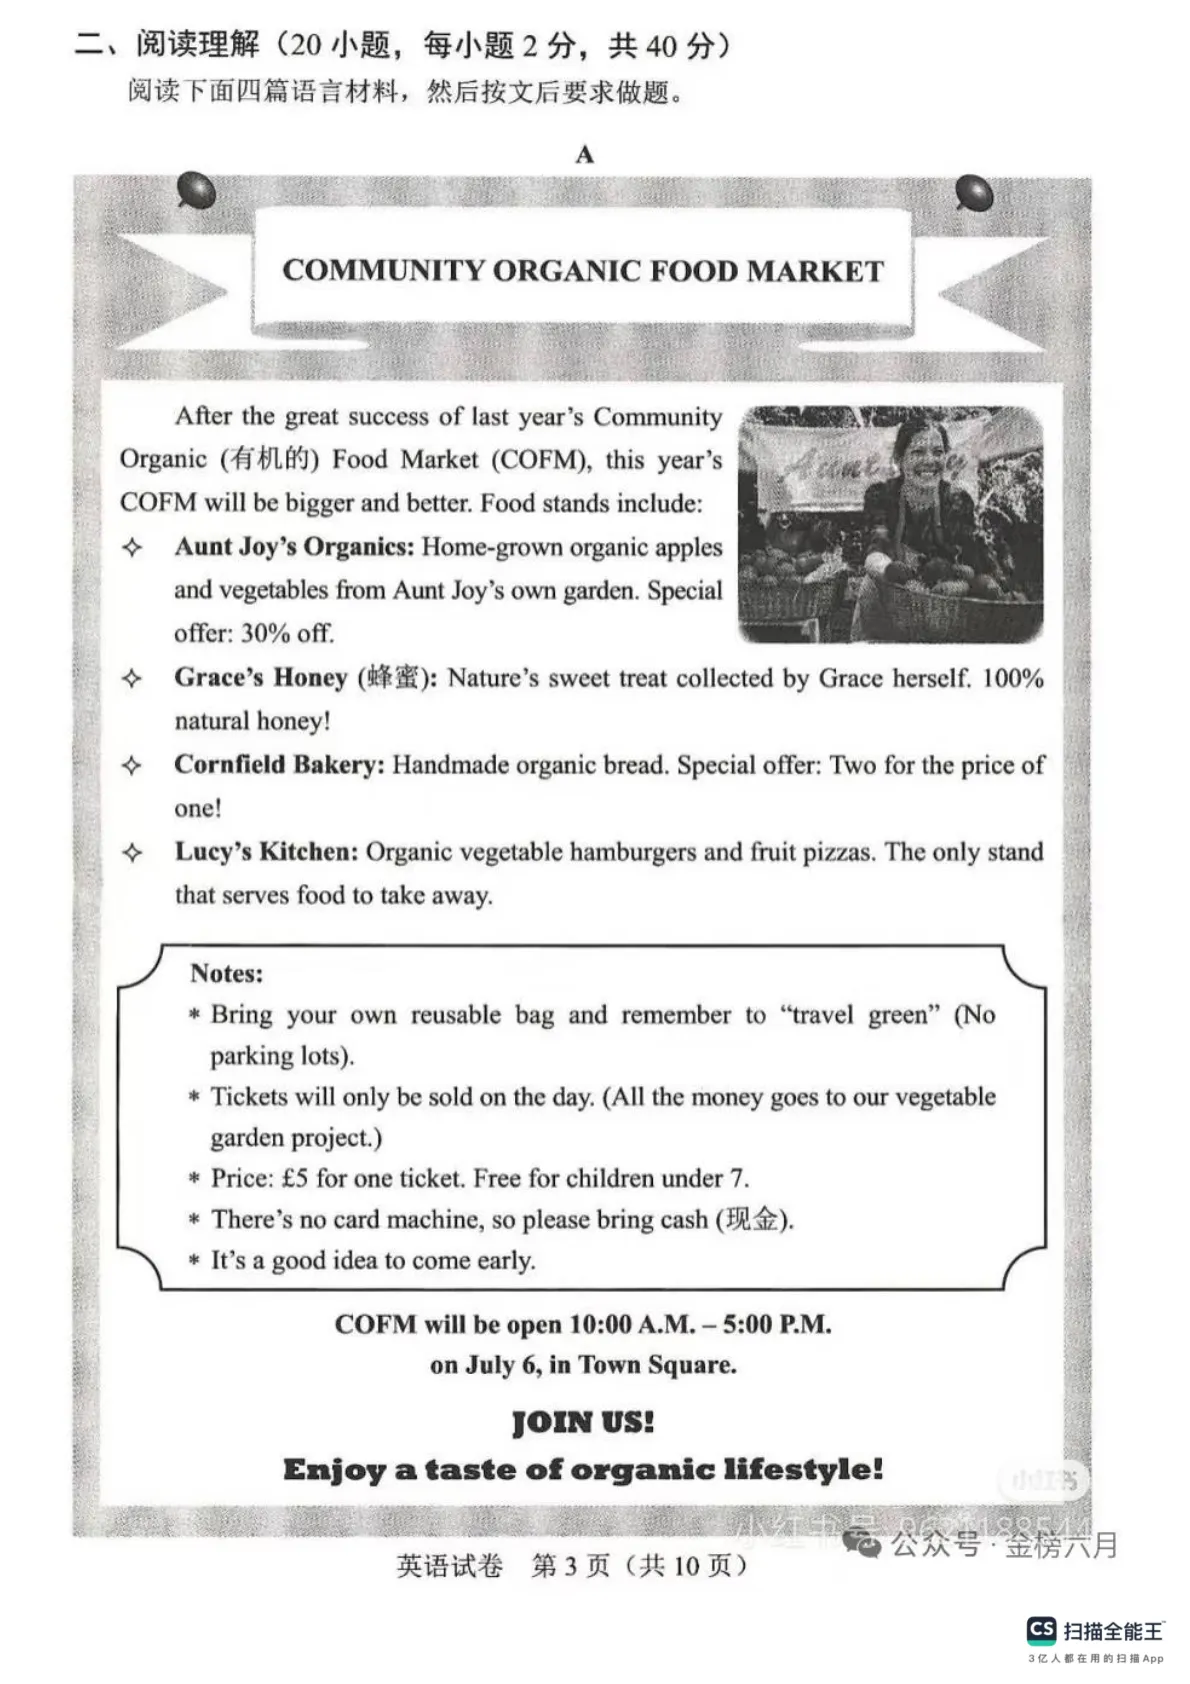 二、阅读理解（20 小题，每小题 2 分，共 40 分）
阅读下面四篇语言材料，然后按文后要求做题。
A
COMMUNITY ORGANIC FOOD MARKET
After the great success of last year's Community
Organic (有机的) Food Market (COFM), this year's
COFM will be bigger and better. Food stands include:
✧ Aunt Joy's Organics: Home-grown organic apples
and vegetables from Aunt Joy's own garden. Special
offer: 30% off.
✧ Grace's Honey (蜂蜜): Nature's sweet treat collected by Grace herself. 100%
natural honey!
✧ Cornfield Bakery: Handmade organic bread. Special offer: Two for the price of
one!
✧ Lucy's Kitchen: Organic vegetable hamburgers and fruit pizzas. The only stand
that serves food to take away.
Notes:
* Bring your own reusable bag and remember to “travel green” (No
parking lots).
* Tickets will only be sold on the day. (All the money goes to our vegetable
garden project.)
* Price: £5 for one ticket. Free for children under 7.
* There's no card machine, so please bring cash (现金).
* It's a good idea to come early.
COFM will be open 10:00 A.M. – 5:00 P.M.
on July 6, in Town Square.
JOIN US!
Enjoy a taste of organic lifestyle!
小红书号
公众号 · 金榜六月
英语试卷 第 3 页（共 10 页）
CS 扫描全能王
3亿人都在用的扫描App